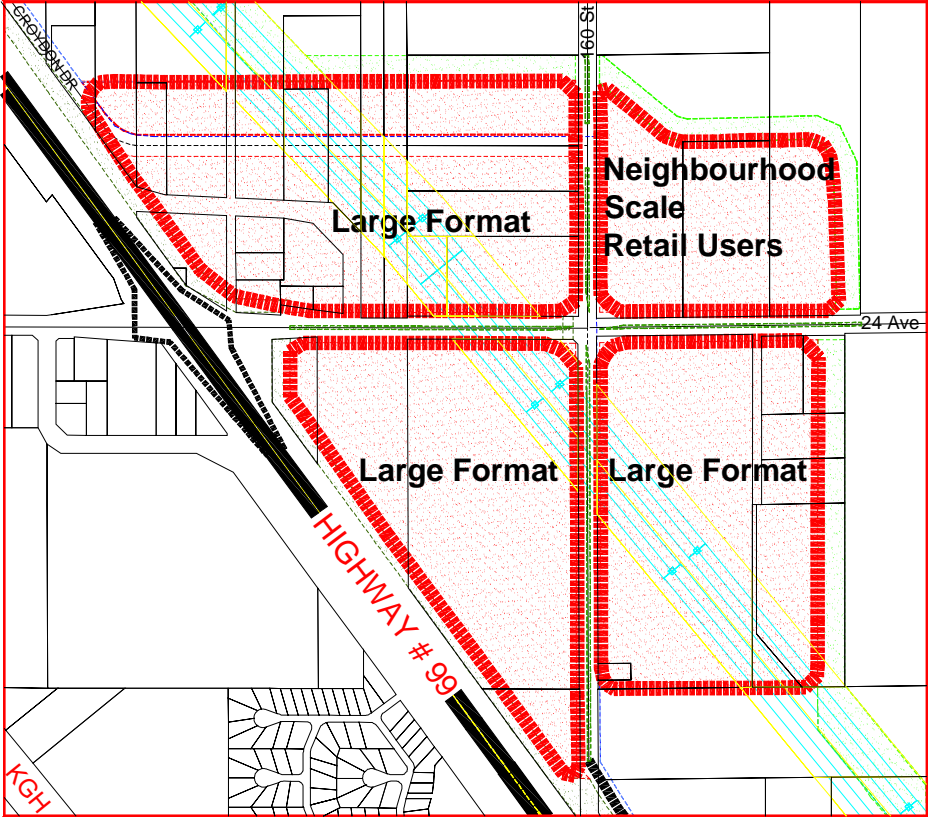 CROYDON DR
160 St
Neighbourhood
Scale
Retail Users
Large Format
24 Ave
Large Format
Large Format
HIGHWAY # 99
KGH